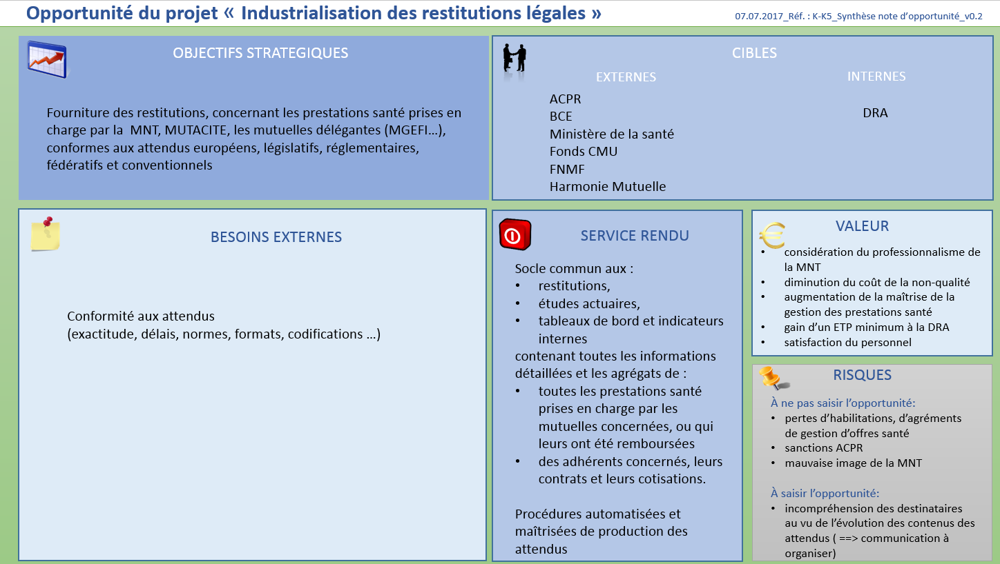 Opportunité du projet « Industrialisation des restitutions légales »
07.07.2017_Réf. : K-K5_Synthèse note d’opportunité_v0.2
OBJECTIFS STRATEGIQUES
Fourniture des restitutions, concernant les prestations santé prises en
charge par la MNT, MUTACITE, les mutuelles délégantes (MGEFI…),
conformes aux attendus européens, législatifs, réglementaires,
fédératifs et conventionnels
CIBLES
EXTERNES
ACPR
BCE
Ministère de la santé
Fonds CMU
FNMF
Harmonie Mutuelle
INTERNES
DRA
BESOINS EXTERNES
Conformité aux attendus
(exactitude, délais, normes, formats, codifications …)
SERVICE RENDU
Socle commun aux :
• restitutions,
• études actuaires,
• tableaux de bord et indicateurs
internes
contenant toutes les informations
détaillées et les agrégats de :
• toutes les prestations santé
prises en charge par les
mutuelles concernées, ou qui
leurs ont été remboursées
• des adhérents concernés, leurs
contrats et leurs cotisations.
Procédures automatisées et
maîtrisées de production des
attendus
VALEUR
• considération du professionnalisme de
la MNT
• diminution du coût de la non-qualité
• augmentation de la maîtrise de la
gestion des prestations santé
• gain d’un ETP minimum à la DRA
• satisfaction du personnel
RISQUES
À ne pas saisir l’opportunité:
• pertes d’habilitations, d’agréments
de gestion d’offres santé
• sanctions ACPR
• mauvaise image de la MNT
À saisir l’opportunité:
• incompréhension des destinataires
au vu de l’évolution des contenus des
attendus ( ==> communication à
organiser)